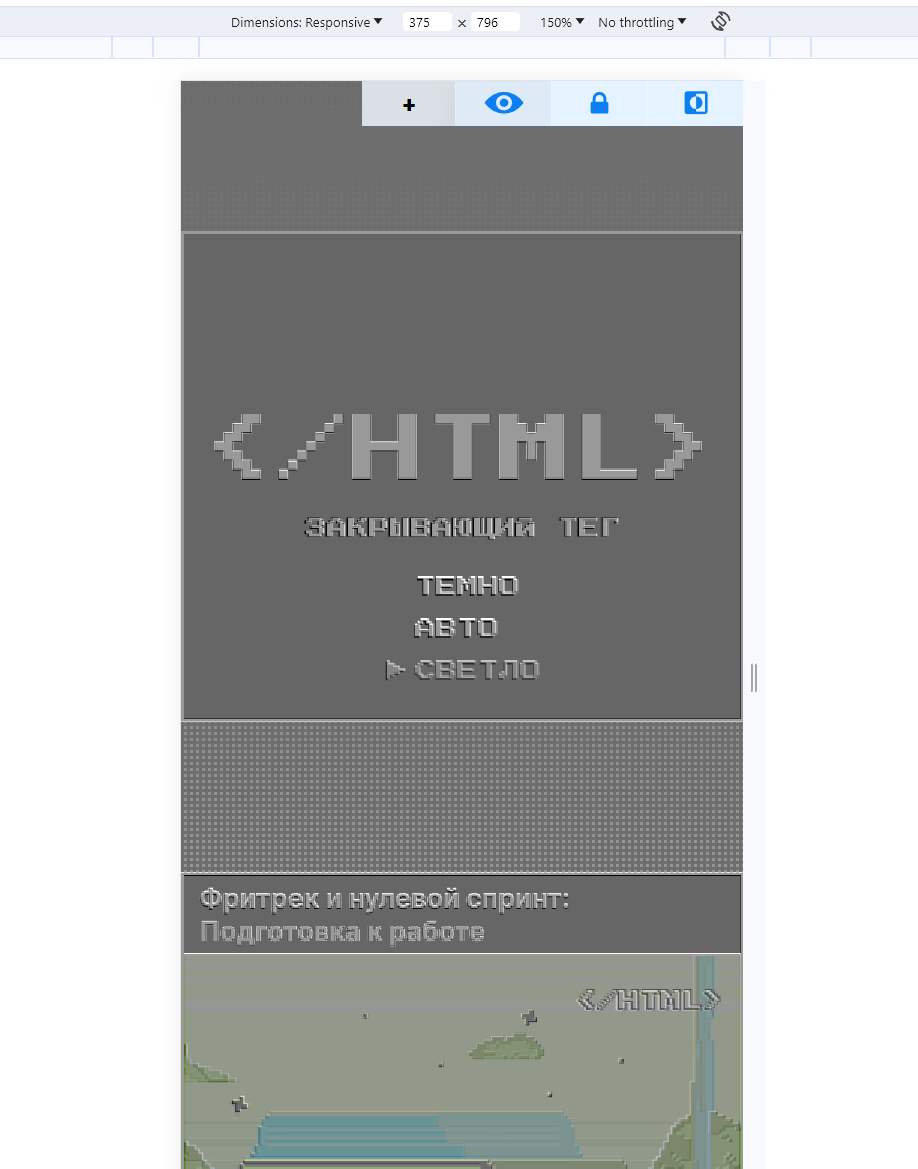 Dimensions: Responsive 375 x 796 150% No throttling
+
</HTML>
ЗАКРЫВАЮЩИЙ ТЕГ
ТЕМНО
АВТО
СВЕТЛО
Фритрек и нулевой спринт:
Подготовка к работе
</HTML>